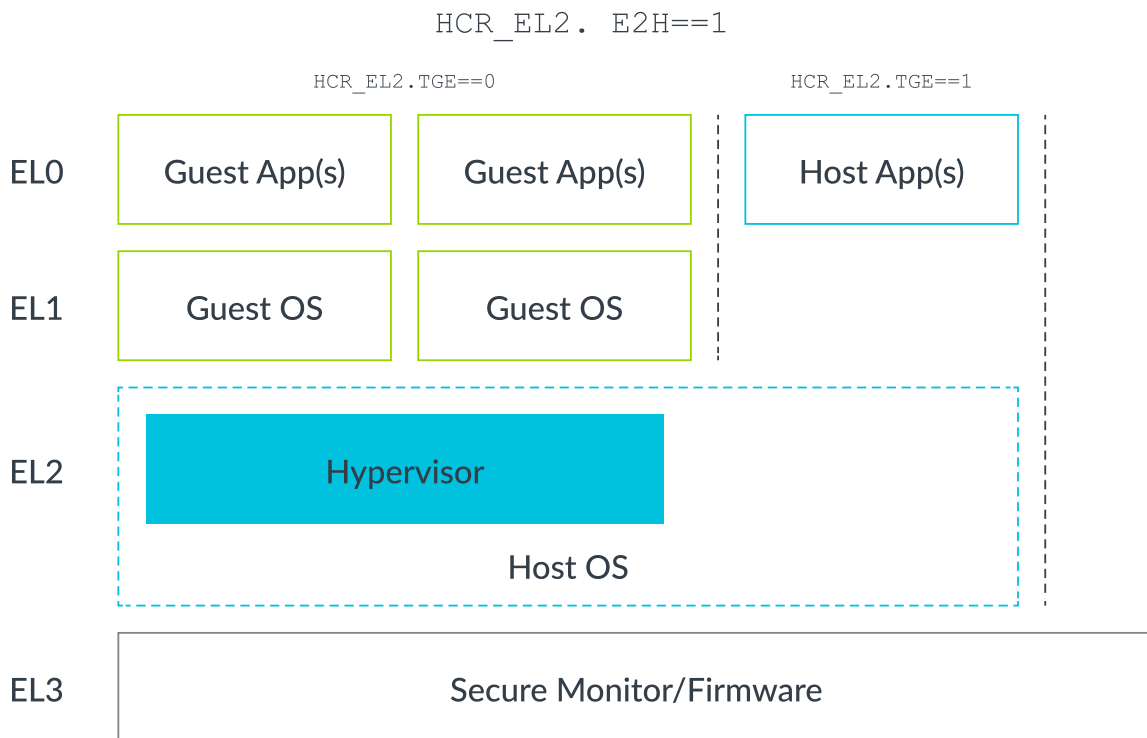 HCR_EL2. E2H==1
HCR_EL2.TGE==0
HCR_EL2.TGE==1
EL0
Guest App(s)
Guest App(s)
Host App(s)
EL1
Guest OS
Guest OS
EL2
Hypervisor
Host OS
EL3
Secure Monitor/Firmware